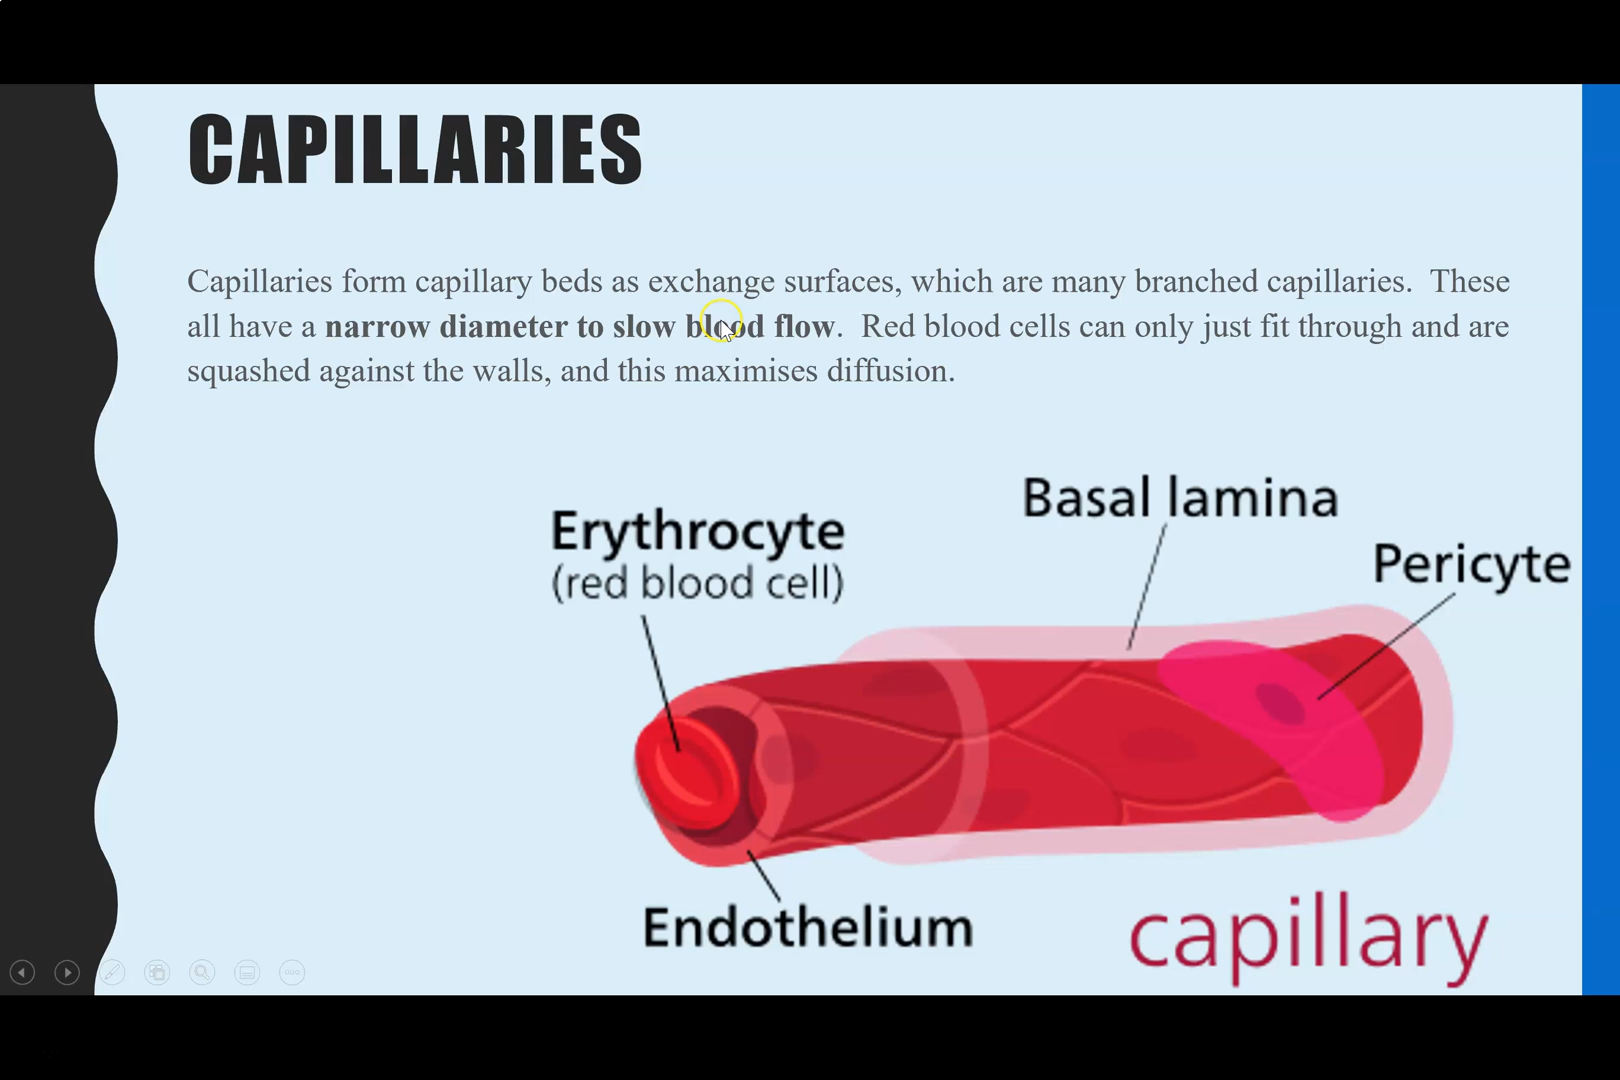 CAPILLARIES
Capillaries form capillary beds as exchange surfaces, which are many branched capillaries.  These
all have a narrow diameter to slow blood flow.  Red blood cells can only just fit through and are
squashed against the walls, and this maximises diffusion.
Basal lamina
Erythrocyte
(red blood cell)
Pericyte
Endothelium
capillary